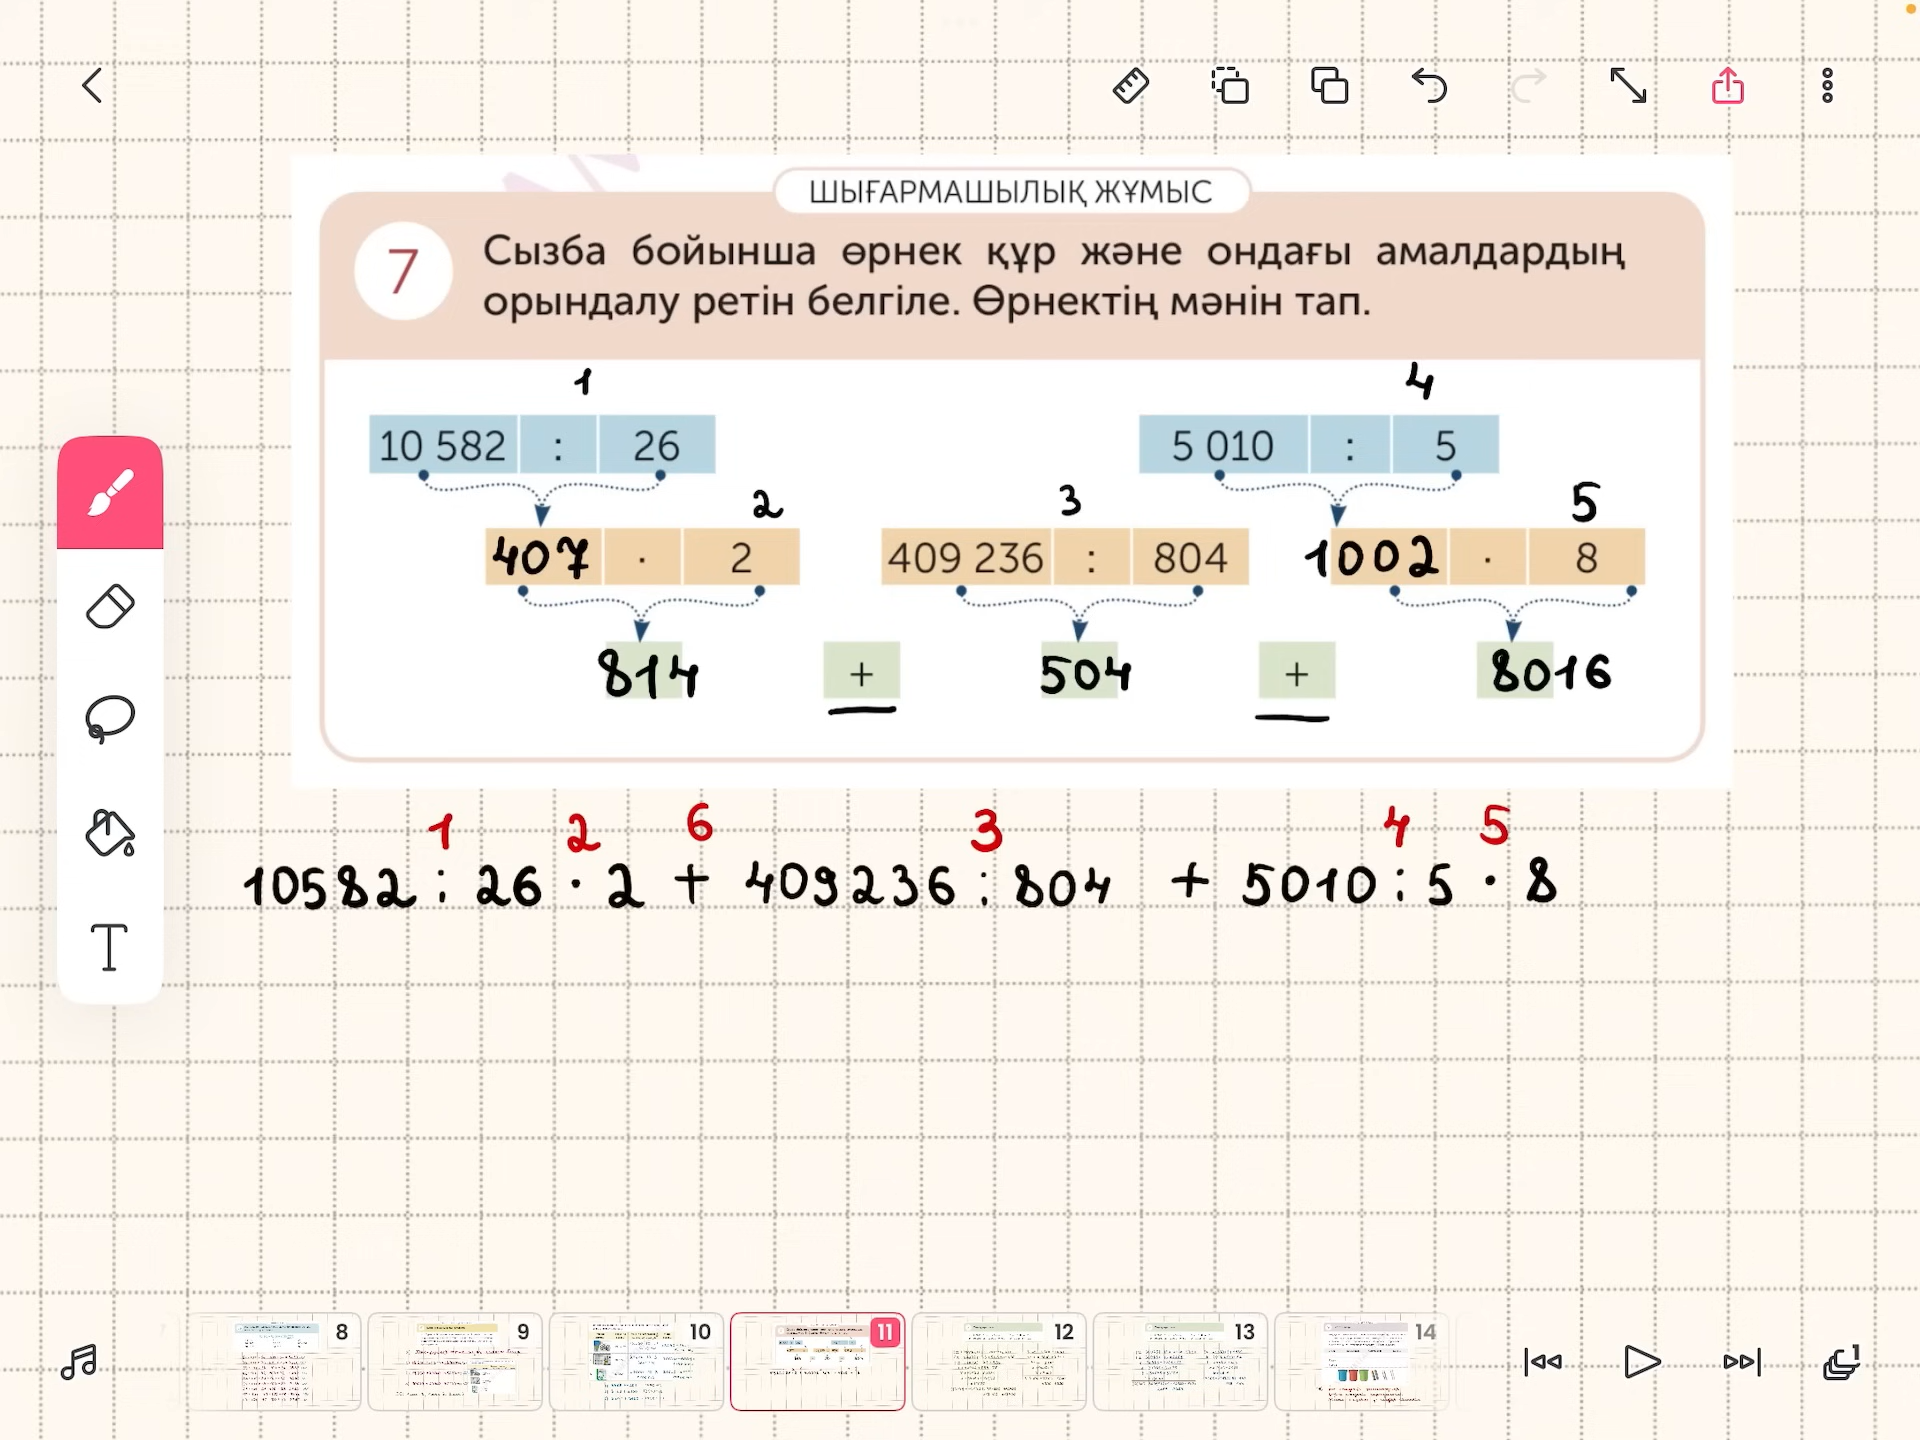 ШЫҒАРМАШЫЛЫҚ ЖҰМЫС
7 Сызба бойынша өрнек құр және ондағы амалдардың
орындалу ретін белгіле. Өрнектің мәнін тап.
1 4
10 582 : 26 5 010 : 5
2 3 5
407 · 2 409 236 : 804 1002 · 8
814 + 504 + 8016
1 2 6 3 4 5
10582 : 26 · 2 + 409236 : 804 + 5010 : 5 · 8
T
8 9 10 11 12 13 14
1